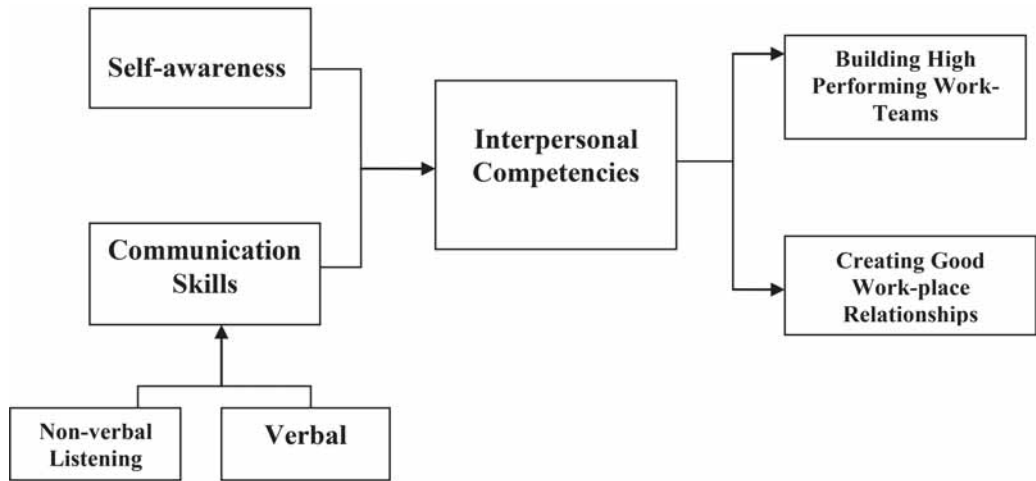 Self-awareness
Communication
Skills
Non-verbal
Listening
Verbal
Interpersonal
Competencies
Building High
Performing Work-
Teams
Creating Good
Work-place
Relationships